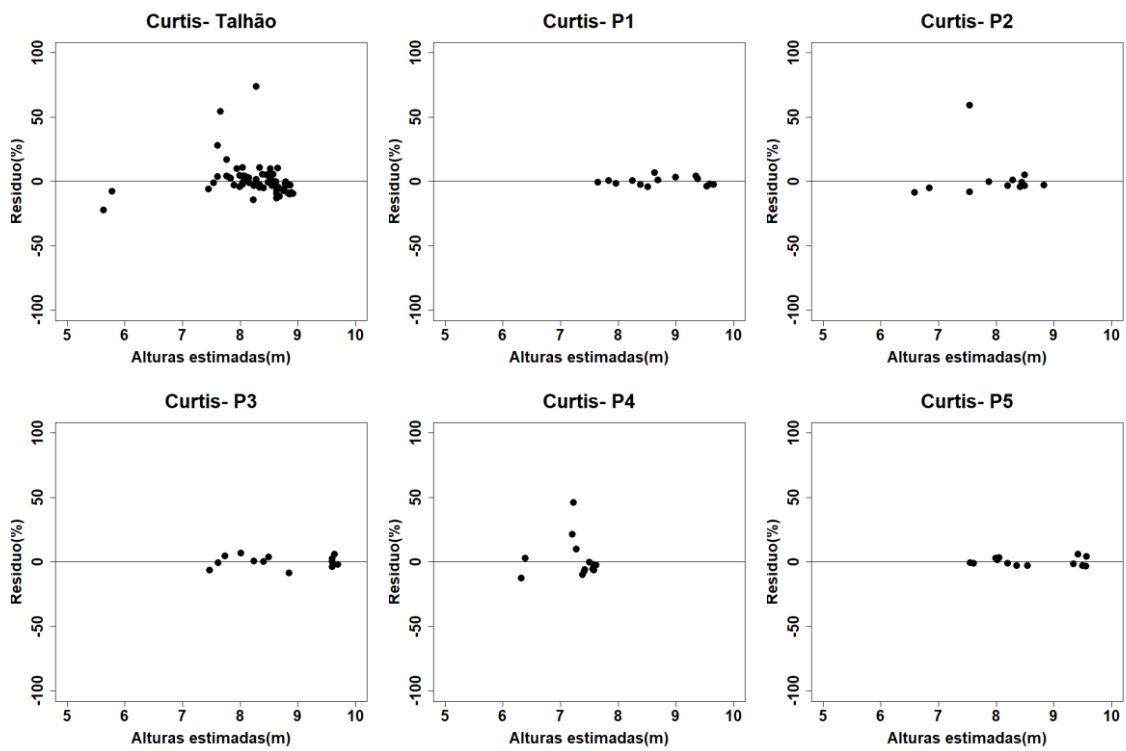 Curtis- Talhão
Residuo(%)
100
50
0
-50
-100
5 6 7 8 9 10
Alturas estimadas(m)
Curtis- P1
Residuo(%)
100
50
0
-50
-100
5 6 7 8 9 10
Alturas estimadas(m)
Curtis- P2
Residuo(%)
100
50
0
-50
-100
5 6 7 8 9 10
Alturas estimadas(m)
Curtis- P3
Residuo(%)
100
50
0
-50
-100
5 6 7 8 9 10
Alturas estimadas(m)
Curtis- P4
Residuo(%)
100
50
0
-50
-100
5 6 7 8 9 10
Alturas estimadas(m)
Curtis- P5
Residuo(%)
100
50
0
-50
-100
5 6 7 8 9 10
Alturas estimadas(m)